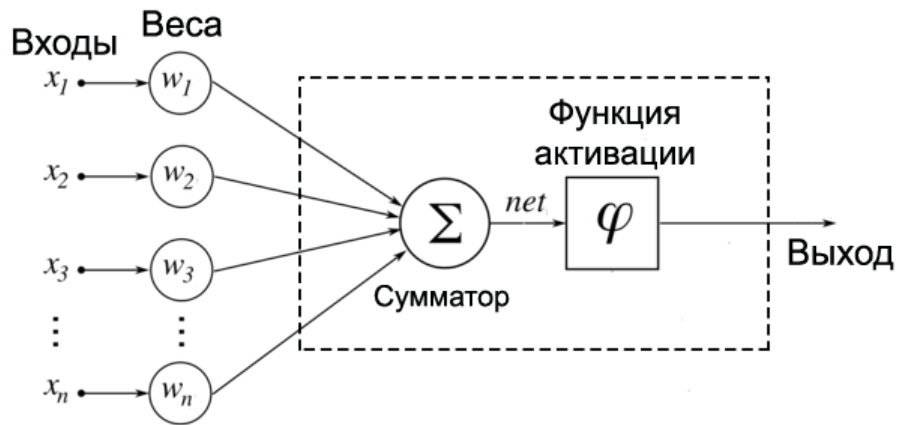 Входы
Веса
x₁
w₁
x₂
w₂
x₃
w₃
⋮
⋮
xₙ
wₙ
Σ
Сумматор
net
Функция
активации
φ
Выход